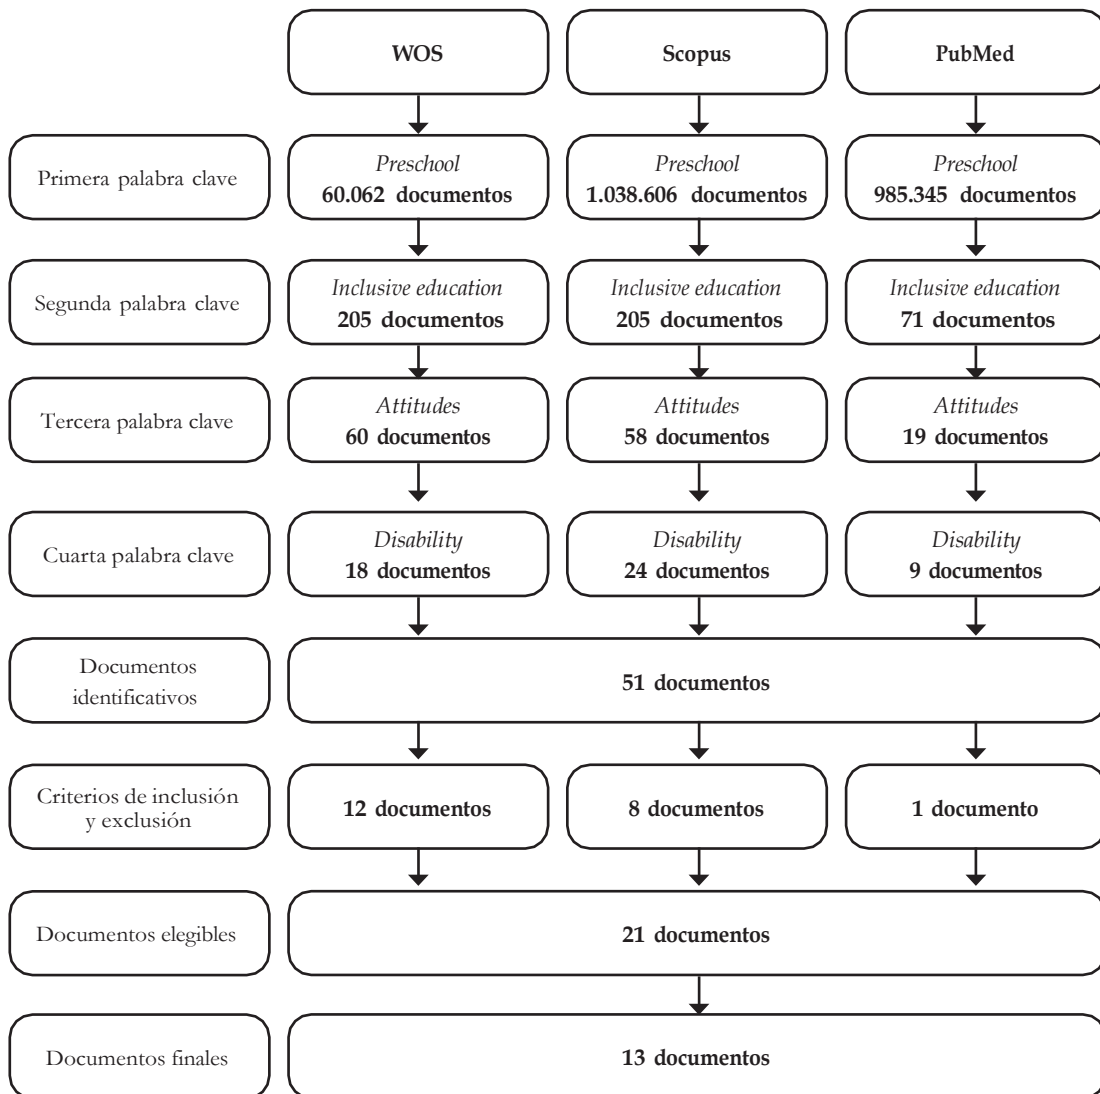 WOS
Scopus
PubMed
Primera palabra clave
Preschool
60.062 documentos
Preschool
1.038.606 documentos
Preschool
985.345 documentos
Segunda palabra clave
Inclusive education
205 documentos
Inclusive education
205 documentos
Inclusive education
71 documentos
Tercera palabra clave
Attitudes
60 documentos
Attitudes
58 documentos
Attitudes
19 documentos
Cuarta palabra clave
Disability
18 documentos
Disability
24 documentos
Disability
9 documentos
Documentos
identificativos
51 documentos
Criterios de inclusión
y exclusión
12 documentos
8 documentos
1 documento
Documentos elegibles
21 documentos
Documentos finales
13 documentos